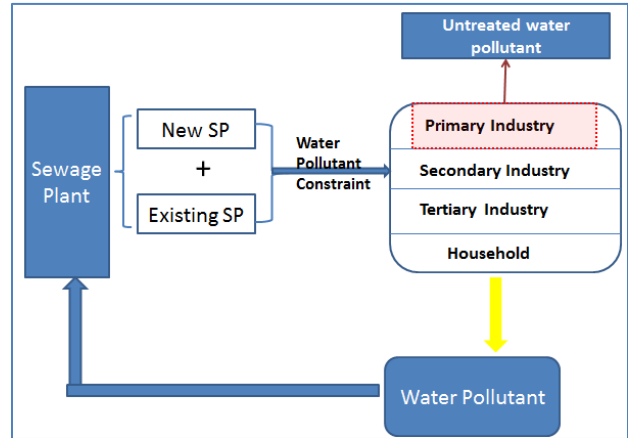 Untreated water
pollutant
Sewage
Plant
New SP
+
Existing SP
Water
Pollutant
Constraint
Primary Industry
Secondary Industry
Tertiary Industry
Household
Water Pollutant